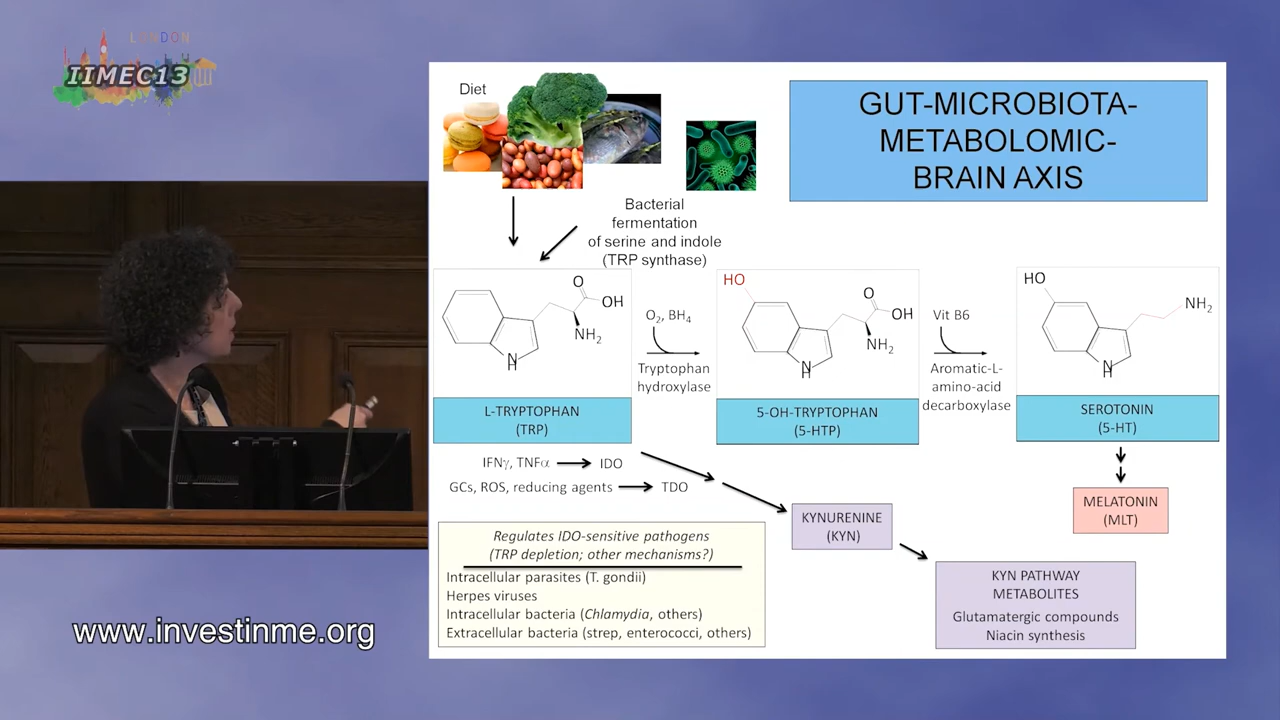 LONDON
IIMEC13
Diet
GUT-MICROBIOTA-
METABOLOMIC-
BRAIN AXIS
Bacterial
fermentation
of serine and indole
(TRP synthase)
O
OH
NH2
N
H
O2, BH4
Tryptophan
hydroxylase
HO
O
OH
NH2
N
H
Vit B6
Aromatic-L-
amino-acid
decarboxylase
HO
NH2
N
H
L-TRYPTOPHAN
(TRP)
5-OH-TRYPTOPHAN
(5-HTP)
SEROTONIN
(5-HT)
IFNγ, TNFα
IDO
GCs, ROS, reducing agents
TDO
MELATONIN
(MLT)
KYNURENINE
(KYN)
Regulates IDO-sensitive pathogens
(TRP depletion; other mechanisms?)
Intracellular parasites (T. gondii)
Herpes viruses
Intracellular bacteria (Chlamydia, others)
Extracellular bacteria (strep, enterococci, others)
KYN PATHWAY
METABOLITES
Glutamatergic compounds
Niacin synthesis
www.investinme.org